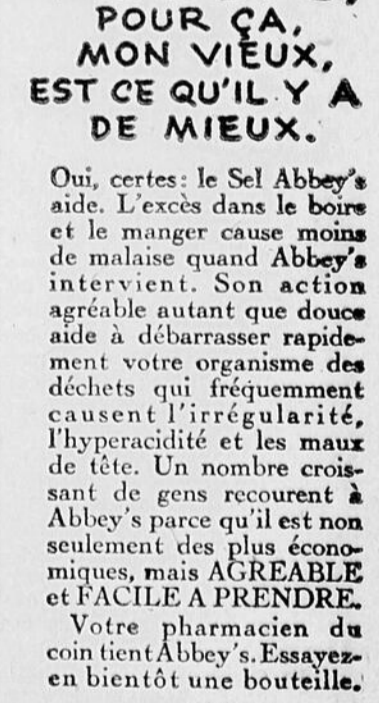 POUR ÇA,
MON VIEUX,
EST CE QU'IL Y A
DE MIEUX.
Oui, certes: le Sel Abbey's
aide. L'excès dans le boire
et le manger cause moins
de malaise quand Abbey's
intervient. Son action
agréable autant que douce
aide à débarrasser rapide-
ment votre organisme des
déchets qui fréquemment
causent l'irrégularité,
l'hyperacidité et les maux
de tête. Un nombre crois-
sant de gens recourent à
Abbey's parce qu'il est non
seulement des plus écono-
miques, mais AGREABLE
et FACILE A PRENDRE.
Votre pharmacien du
coin tient Abbey's. Essayez-
en bientôt une bouteille.